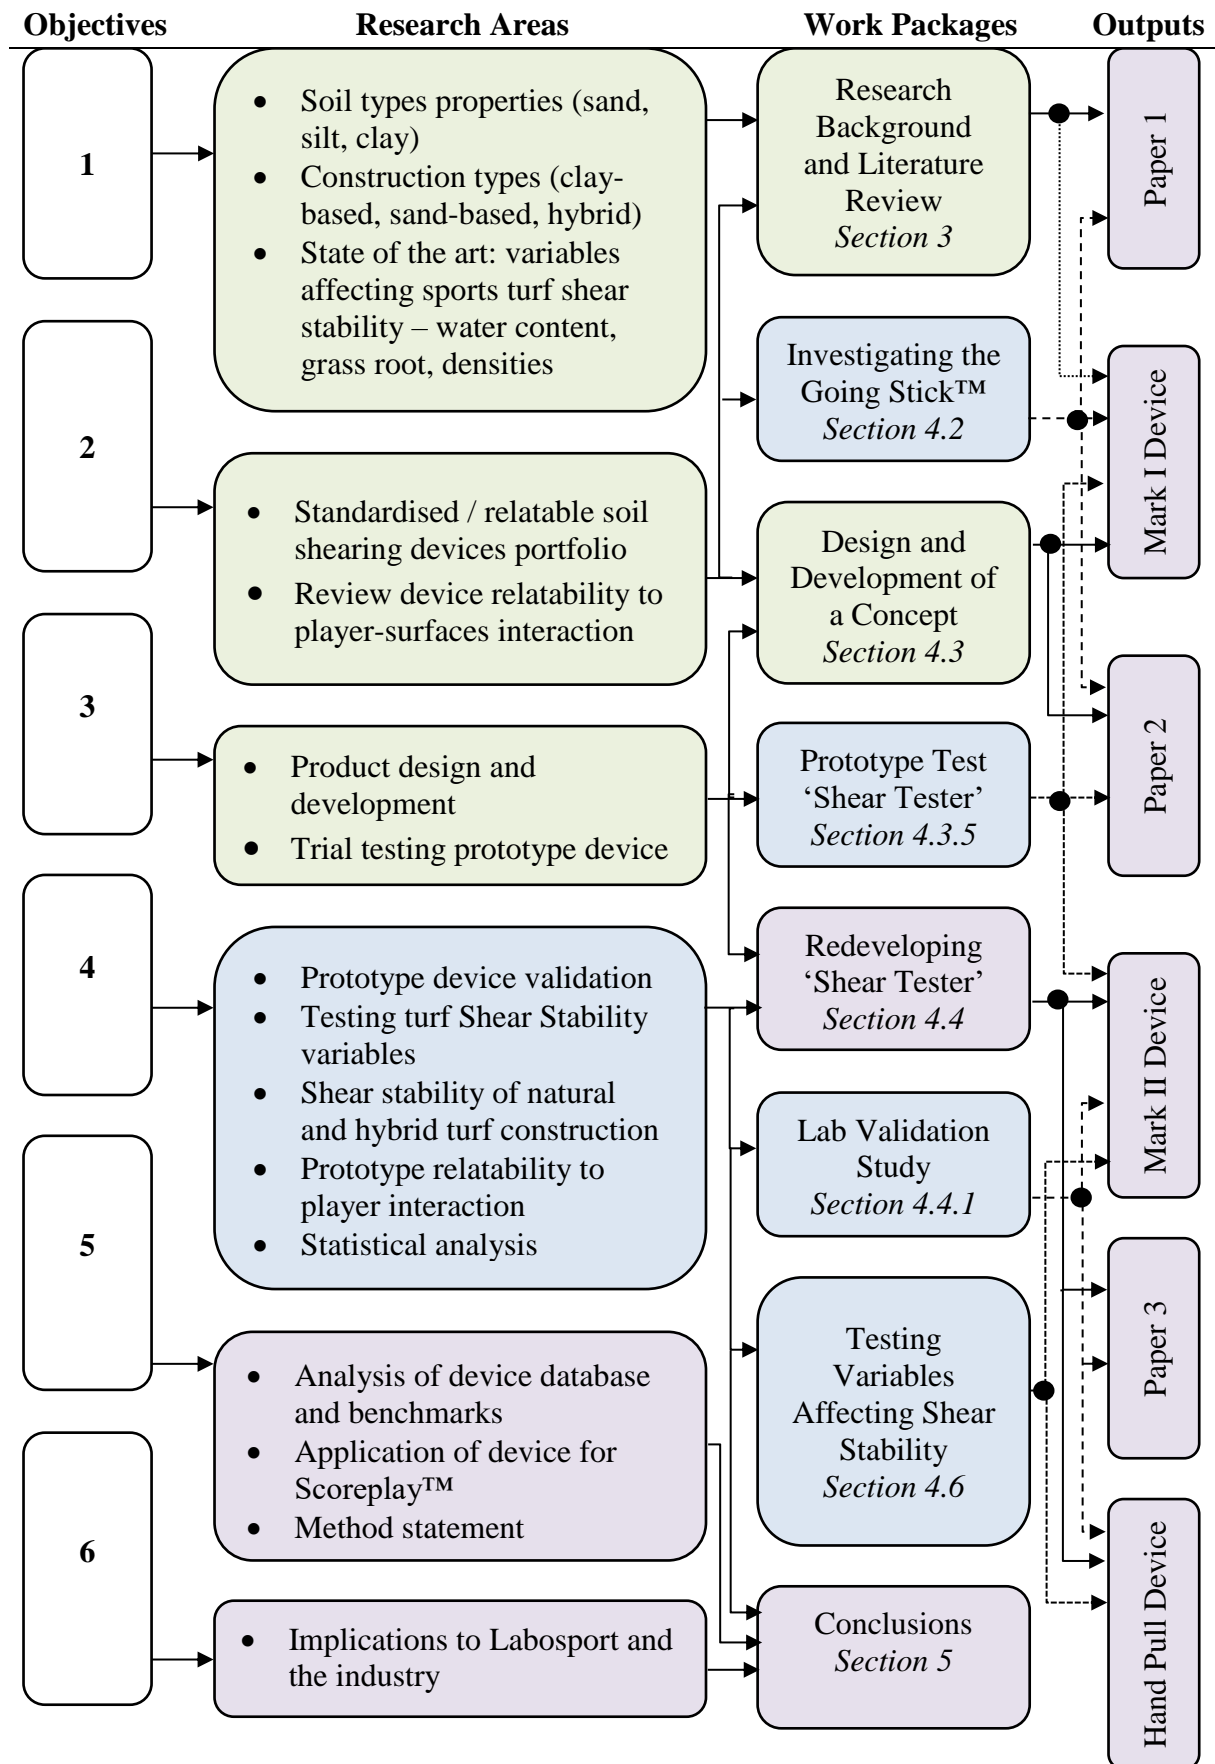 Objectives
Research Areas
Work Packages
Outputs
1
2
3
4
5
6
• Soil types properties (sand,
silt, clay)
• Construction types (clay-
based, sand-based, hybrid)
• State of the art: variables
affecting sports turf shear
stability – water content,
grass root, densities
• Standardised / relatable soil
shearing devices portfolio
• Review device relatability to
player-surfaces interaction
• Product design and
development
• Trial testing prototype device
• Prototype device validation
• Testing turf Shear Stability
variables
• Shear stability of natural
and hybrid turf construction
• Prototype relatability to
player interaction
• Statistical analysis
• Analysis of device database
and benchmarks
• Application of device for
Scoreplay™
• Method statement
• Implications to Labosport and
the industry
Research
Background
and Literature
Review
Section 3
Investigating the
Going Stick™
Section 4.2
Design and
Development of
a Concept
Section 4.3
Prototype Test
‘Shear Tester’
Section 4.3.5
Redeveloping
‘Shear Tester’
Section 4.4
Lab Validation
Study
Section 4.4.1
Testing
Variables
Affecting Shear
Stability
Section 4.6
Conclusions
Section 5
Paper 1
Mark I Device
Paper 2
Mark II Device
Paper 3
Hand Pull Device